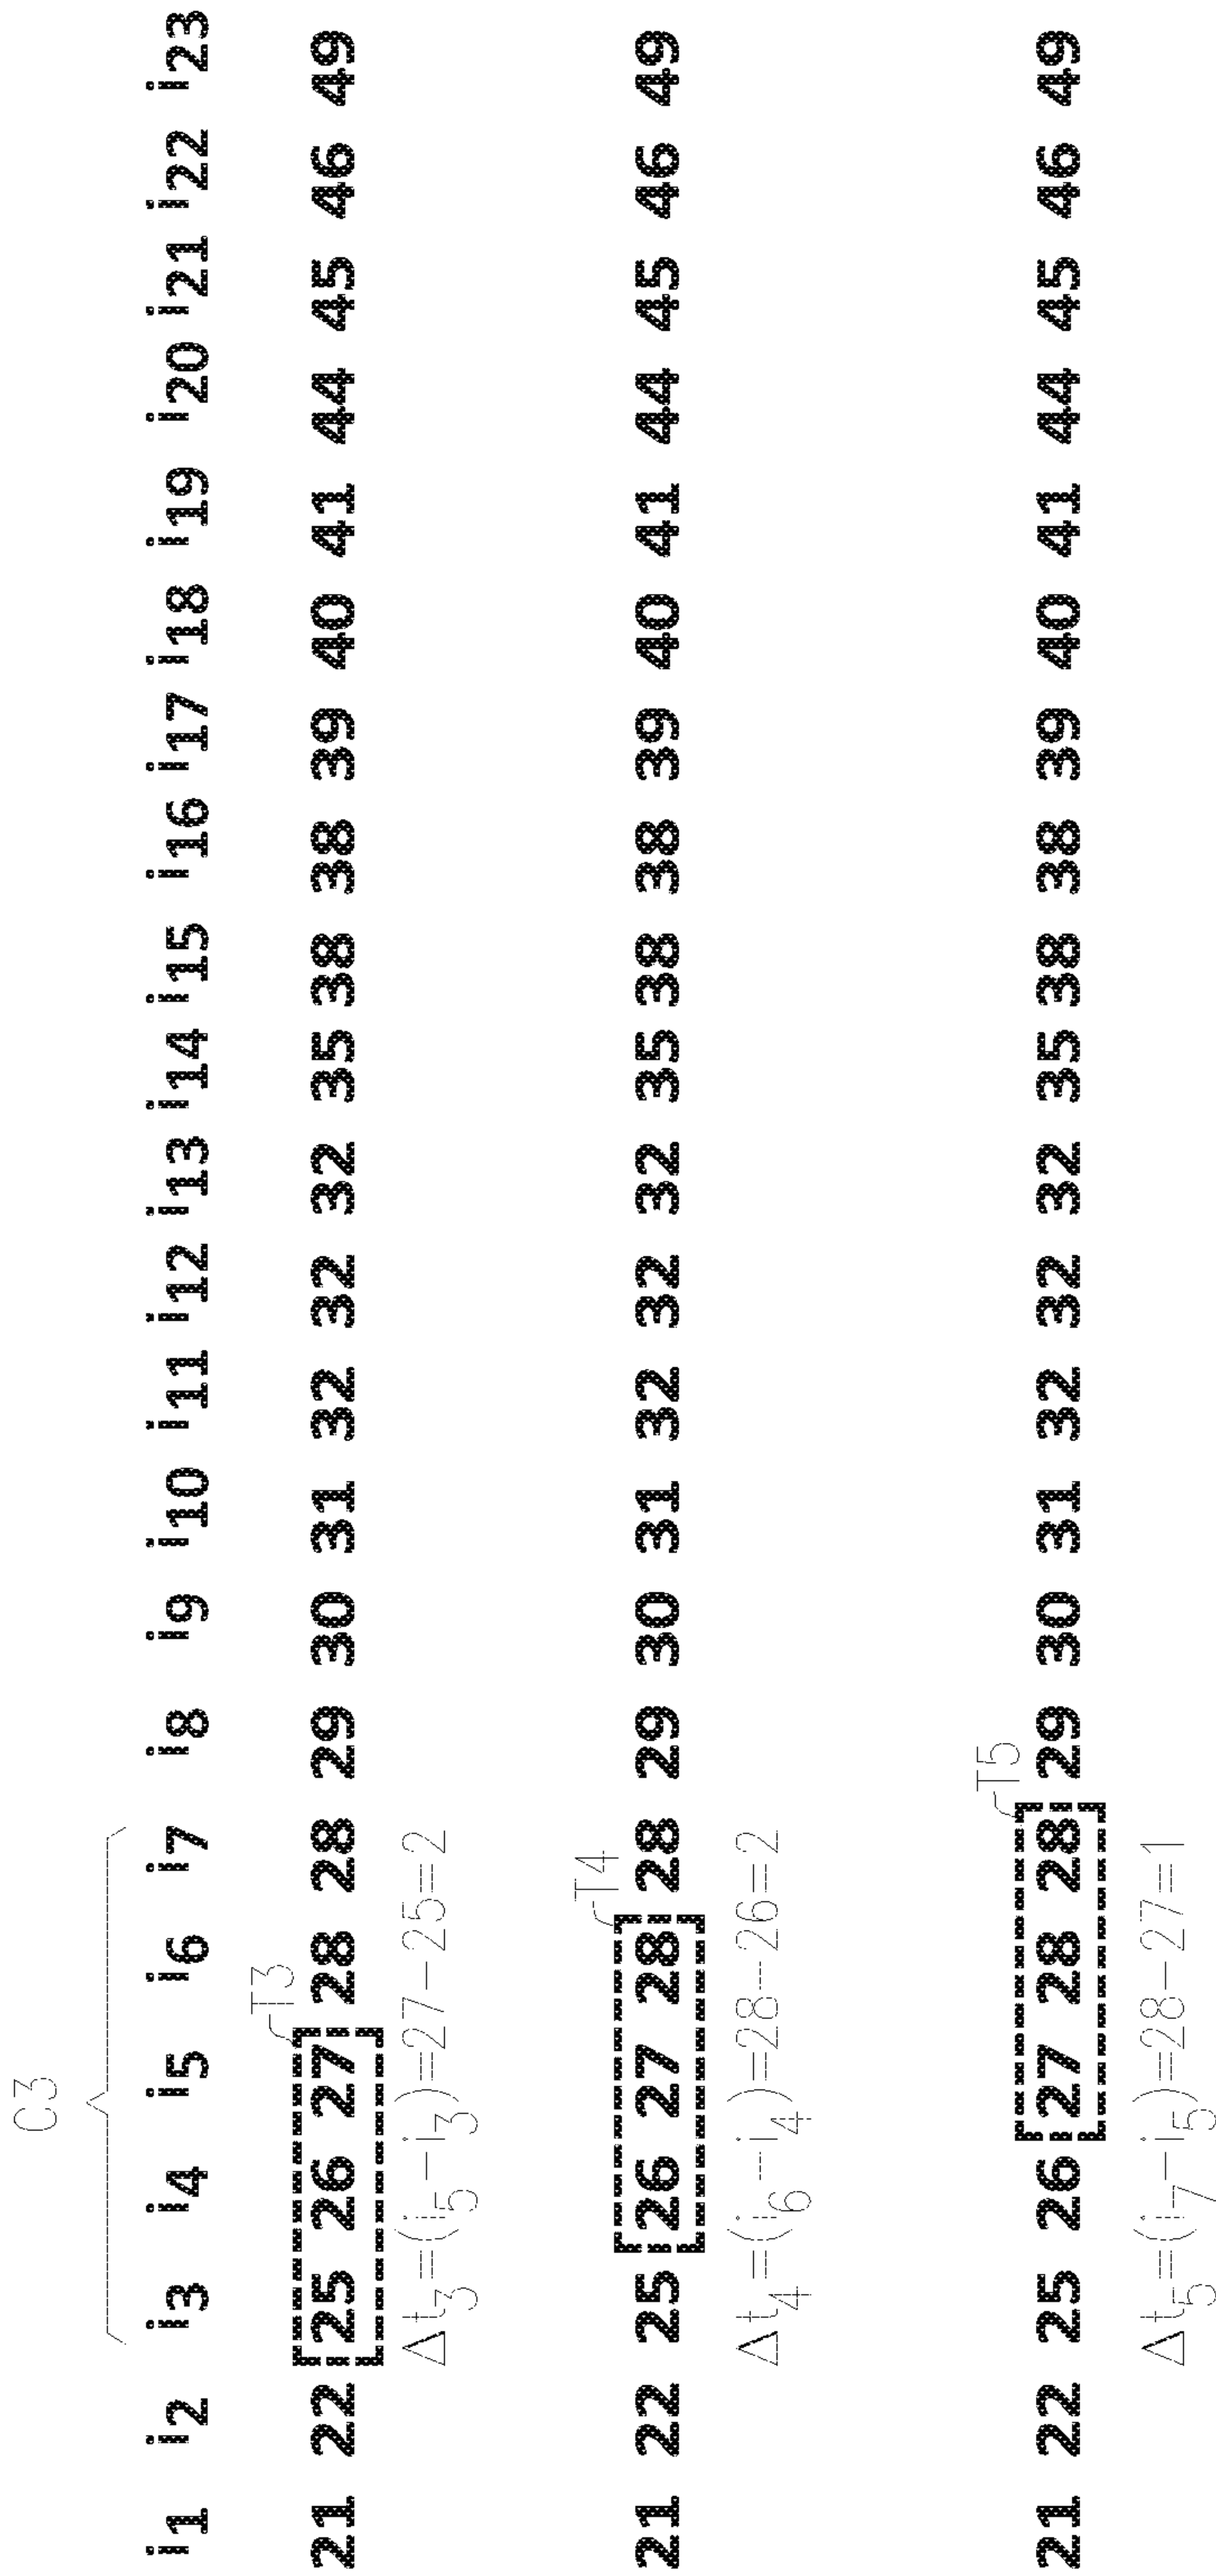 C3
i1 i2 i3 i4 i5 i6 i7 i8 i9 i10 i11 i12 i13 i14 i15 i16 i17 i18 i19 i20 i21 i22 i23
T3
21 22 25 26 27 28 28 29 30 31 32 32 32 35 38 38 39 40 41 44 45 46 49
Δt3=(i5-i3)=27-25=2
T4
21 22 25 26 27 28 28 29 30 31 32 32 32 35 38 38 39 40 41 44 45 46 49
Δt4=(i6-i4)=28-26=2
T5
21 22 25 26 27 28 28 29 30 31 32 32 32 35 38 38 39 40 41 44 45 46 49
Δt5=(i7-i5)=28-27=1